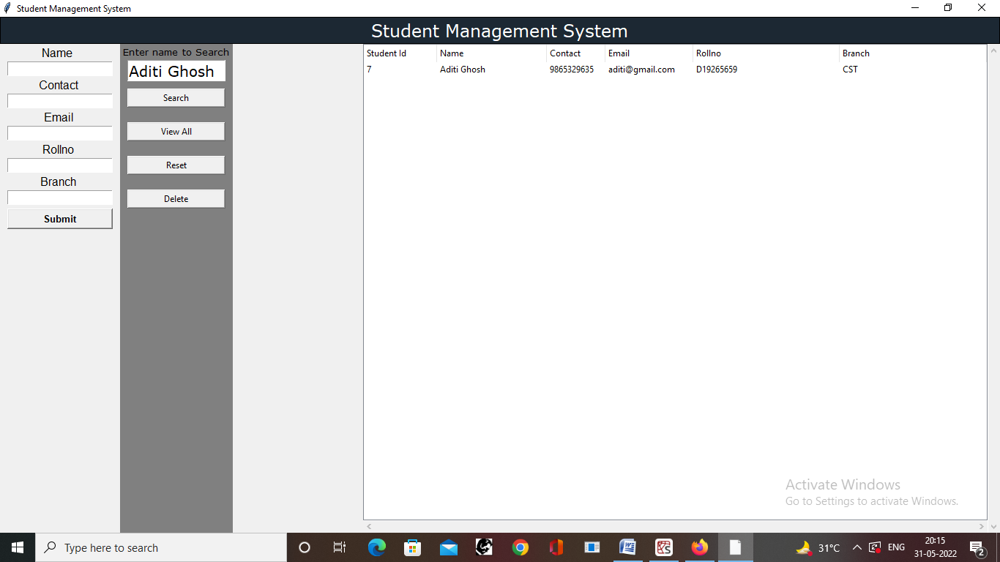 Student Management System
Student Management System
Name
Contact
Email
Rollno
Branch
Submit
Enter name to Search
Aditi Ghosh
Search
View All
Reset
Delete
Student Id Name Contact Email Rollno Branch
7 Aditi Ghosh 9865329635 aditi@gmail.com D19265659 CST
Activate Windows
Go to Settings to activate Windows.
Type here to search
31°C
ENG
20:15
31-05-2022
2